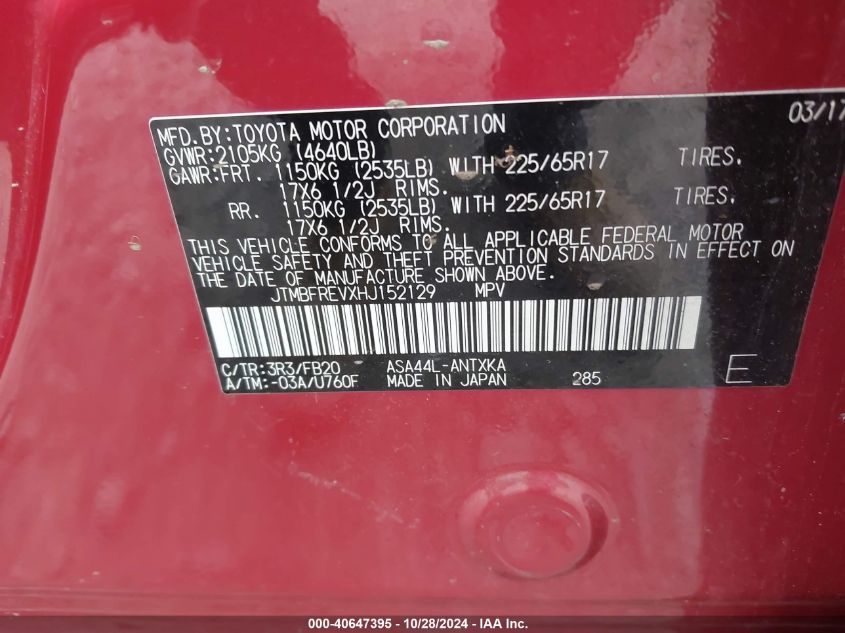 03/17
MFD.BY:TOYOTA MOTOR CORPORATION
GVWR:2105KG (4640LB)
GAWR:FRT. 1150KG (2535LB) WITH 225/65R17 TIRES.
17X6 1/2J RIMS.
RR. 1150KG (2535LB) WITH 225/65R17 TIRES.
17X6 1/2J RIMS.
THIS VEHICLE CONFORMS TO ALL APPLICABLE FEDERAL MOTOR
VEHICLE SAFETY AND THEFT PREVENTION STANDARDS IN EFFECT ON
THE DATE OF MANUFACTURE SHOWN ABOVE.
JTMBFREVXHJ152129 MPV
C/TR:3R3/FB20 ASA44L-ANTXKA
A/TM:-03A/U760F MADE IN JAPAN 285 E
000-40647395 - 10/28/2024 - IAA Inc.